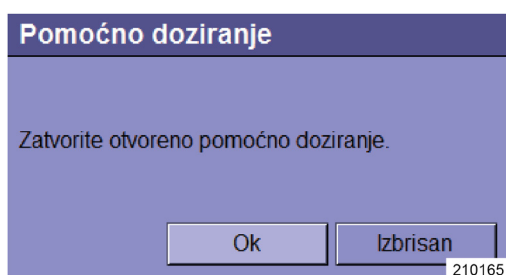 Pomoćno doziranje
Zatvorite otvoreno pomoćno doziranje.
Ok
Izbrisan
210165